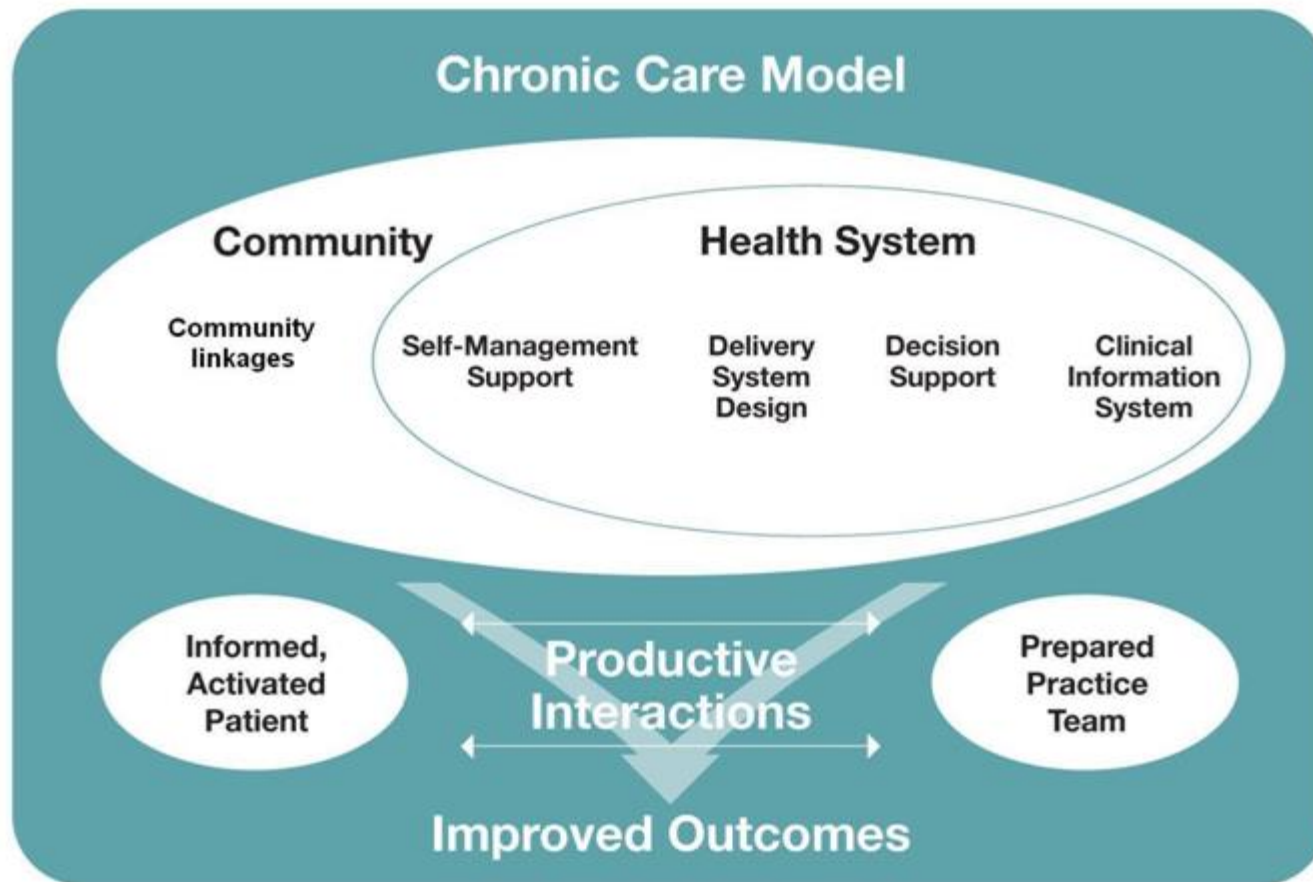 Chronic Care Model
Community
Health System
Community
linkages
Self-Management
Support
Delivery
System
Design
Decision
Support
Clinical
Information
System
Informed,
Activated
Patient
Productive
Interactions
Prepared
Practice
Team
Improved Outcomes